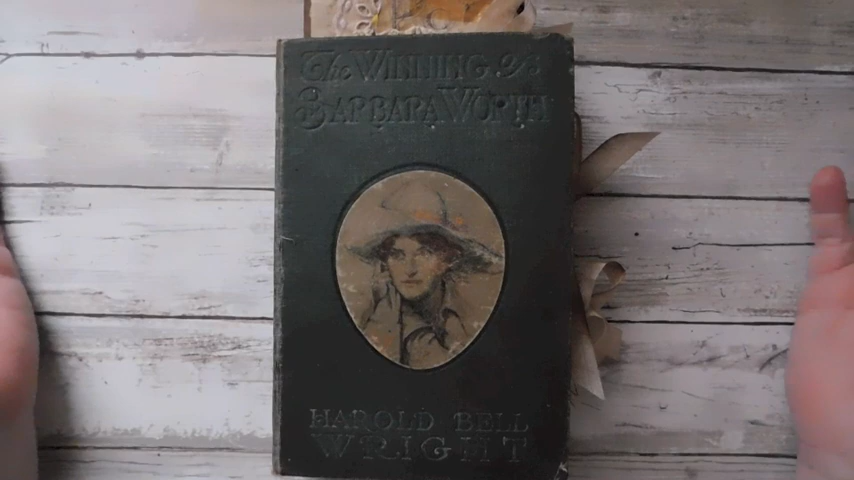 The WINNING OF
BARBARA WORTH
HAROLD BELL
WRIGHT